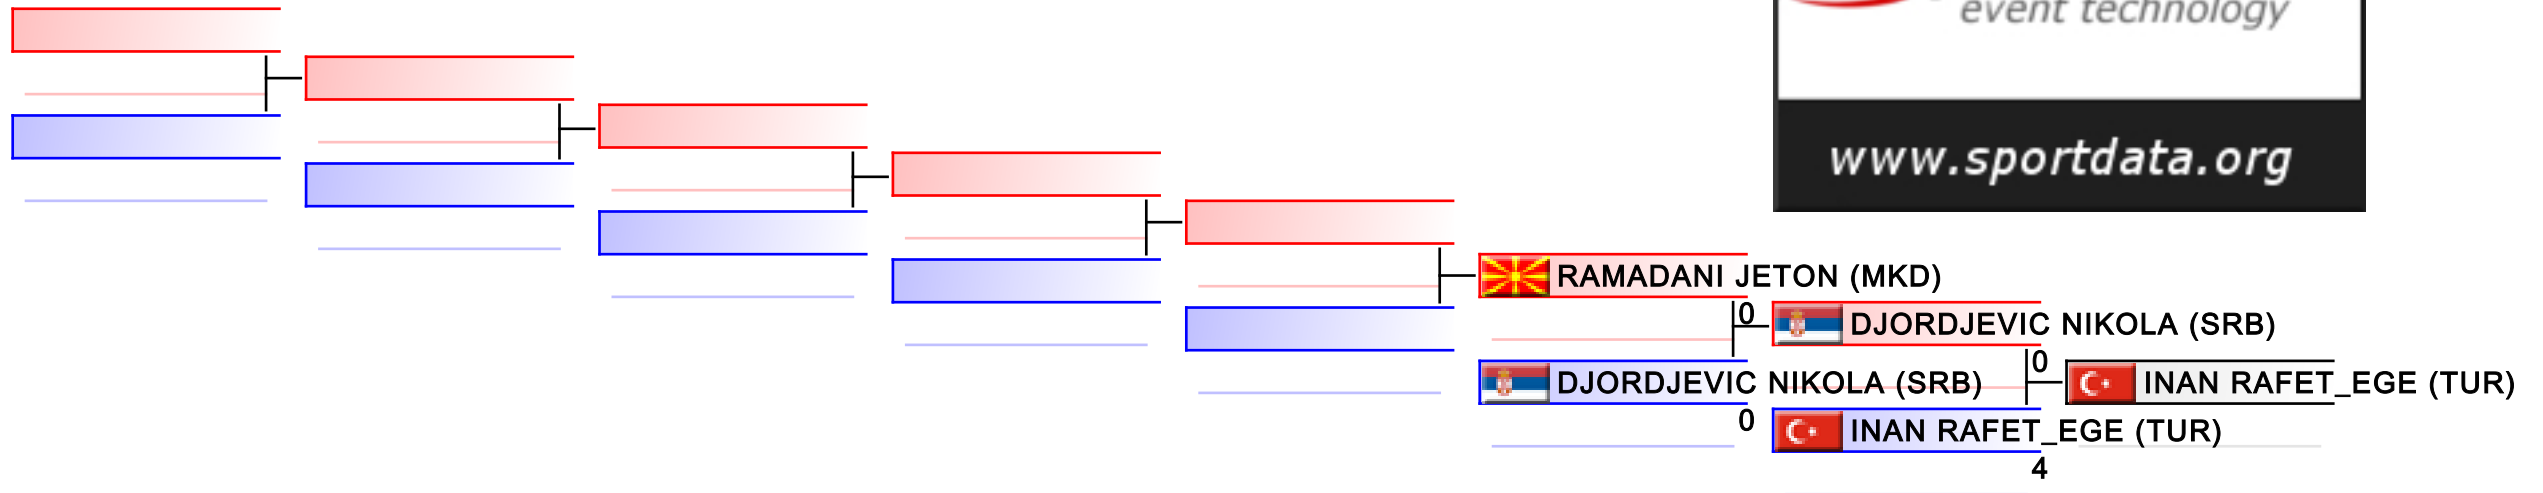 event technology
www.sportdata.org
RAMADANI JETON (MKD)
0
DJORDJEVIC NIKOLA (SRB)
0
DJORDJEVIC NIKOLA (SRB)
INAN RAFET_EGE (TUR)
0
INAN RAFET_EGE (TUR)
4